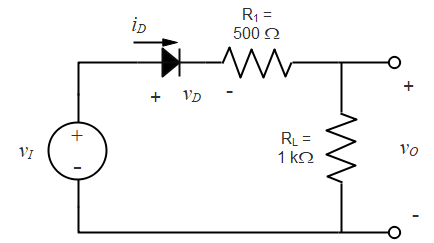 iD
R1 =
500 Ω
+ vD -
+
vI
-
RL =
1 kΩ
+
vO
-